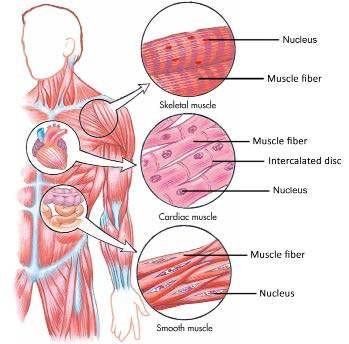 Nucleus
Muscle fiber
Skeletal muscle
Muscle fiber
Intercalated disc
Nucleus
Cardiac muscle
Muscle fiber
Nucleus
Smooth muscle